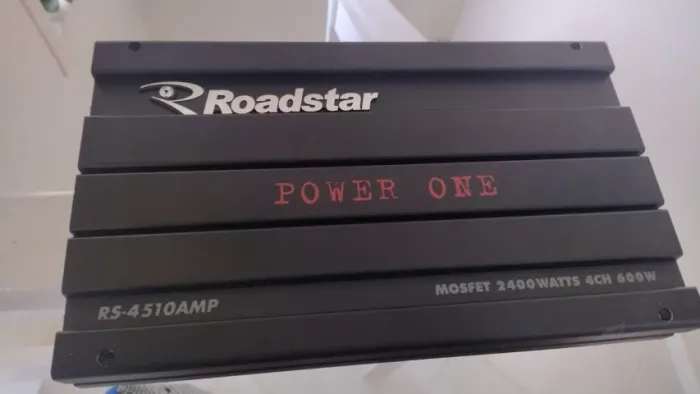 Roadstar
POWER ONE
RS-4510AMP
MOSFET 2400WATTS 4CH 600W